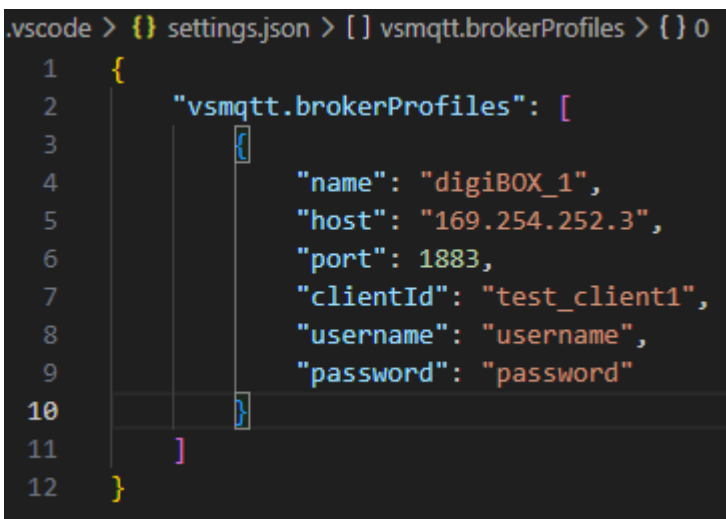 .vscode > {} settings.json > [ ] vsmqtt.brokerProfiles > { } 0
1 {
2 "vsmqtt.brokerProfiles": [
3 {
4 "name": "digiBOX_1",
5 "host": "169.254.252.3",
6 "port": 1883,
7 "clientId": "test_client1",
8 "username": "username",
9 "password": "password"
10 }
11 ]
12 }